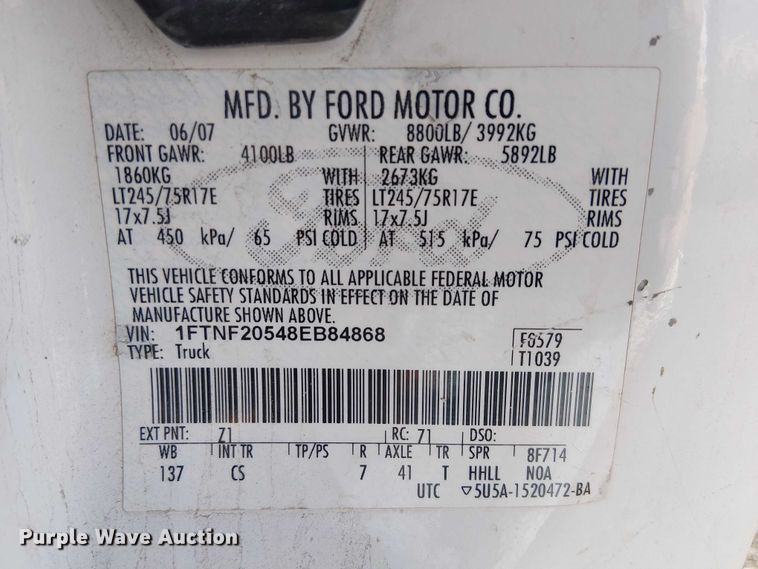 MFD. BY FORD MOTOR CO.
DATE: 06/07 GVWR: 8800LB/ 3992KG
FRONT GAWR: 4100LB REAR GAWR: 5892LB
1860KG WITH 2673KG WITH
LT245/75R17E TIRES LT245/75R17E TIRES
17x7.5J RIMS 17x7.5J RIMS
AT 450 kPa/ 65 PSI COLD AT 515 kPa/ 75 PSI COLD
THIS VEHICLE CONFORMS TO ALL APPLICABLE FEDERAL MOTOR
VEHICLE SAFETY STANDARDS IN EFFECT ON THE DATE OF
MANUFACTURE SHOWN ABOVE.
VIN: 1FTNF20548EB84868 F0579
TYPE: Truck T1039
EXT PNT: Z1 RC: 71 DSO:
WB INT TR TP/PS R AXLE TR SPR 8F714
137 CS 7 41 T HHLL NOA
UTC ▽5U5A-1520472-BA
Purple Wave Auction